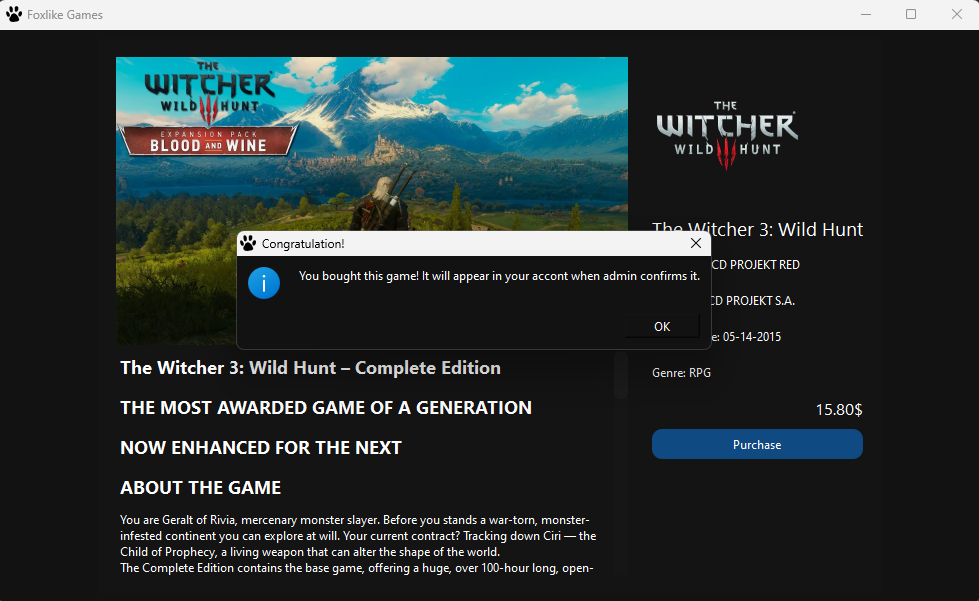 Foxlike Games
THE
WITCHER
WILD HUNT
EXPANSION PACK
BLOOD AND WINE
THE
WITCHER
WILD HUNT
The Witcher 3: Wild Hunt
CD PROJEKT RED
CD PROJEKT S.A.
e: 05-14-2015
Genre: RPG
15.80$
Purchase
Congratulation!
You bought this game! It will appear in your accont when admin confirms it.
OK
The Witcher 3: Wild Hunt – Complete Edition
THE MOST AWARDED GAME OF A GENERATION
NOW ENHANCED FOR THE NEXT
ABOUT THE GAME
You are Geralt of Rivia, mercenary monster slayer. Before you stands a war-torn, monster-
infested continent you can explore at will. Your current contract? Tracking down Ciri — the
Child of Prophecy, a living weapon that can alter the shape of the world.
The Complete Edition contains the base game, offering a huge, over 100-hour long, open-